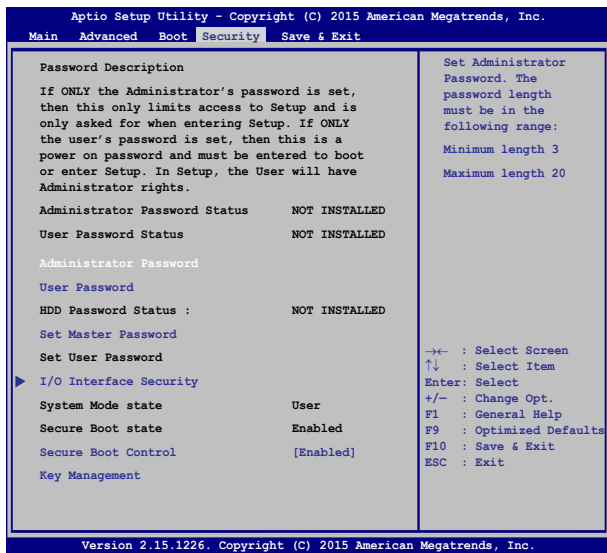 Aptio Setup Utility - Copyright (C) 2015 American Megatrends, Inc.
Main Advanced Boot Security Save & Exit
Password Description
If ONLY the Administrator's password is set,
then this only limits access to Setup and is
only asked for when entering Setup. If ONLY
the user's password is set, then this is a
power on password and must be entered to boot
or enter Setup. In Setup, the User will have
Administrator rights.
Administrator Password Status NOT INSTALLED
User Password Status NOT INSTALLED
Administrator Password
User Password
HDD Password Status : NOT INSTALLED
Set Master Password
Set User Password
I/O Interface Security
System Mode state User
Secure Boot state Enabled
Secure Boot Control [Enabled]
Key Management
Set Administrator
Password. The
password length
must be in the
following range:
Minimum length 3
Maximum length 20
→← : Select Screen
↑↓ : Select Item
Enter: Select
+/— : Change Opt.
F1 : General Help
F9 : Optimized Defaults
F10 : Save & Exit
ESC : Exit
Version 2.15.1226. Copyright (C) 2015 American Megatrends, Inc.